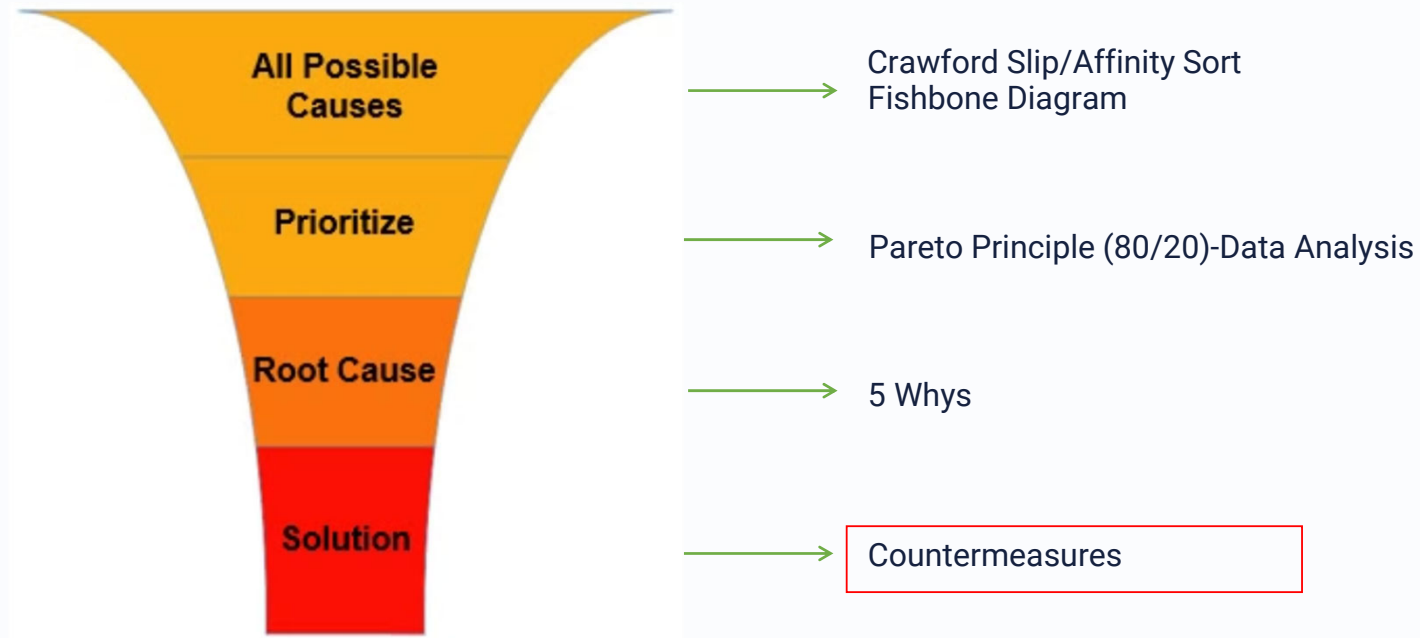 All Possible
Causes
Crawford Slip/Affinity Sort
Fishbone Diagram
Prioritize
Pareto Principle (80/20)-Data Analysis
Root Cause
5 Whys
Solution
Countermeasures